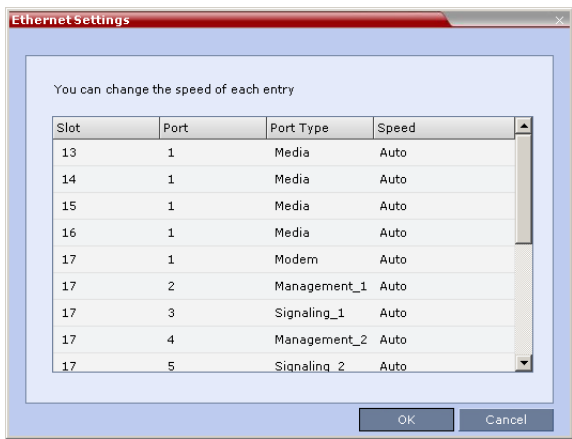 Ethernet Settings
You can change the speed of each entry
Slot Port Port Type Speed
13 1 Media Auto
14 1 Media Auto
15 1 Media Auto
16 1 Media Auto
17 1 Modem Auto
17 2 Management_1 Auto
17 3 Signaling_1 Auto
17 4 Management_2 Auto
17 5 Signaling_2 Auto
OK Cancel